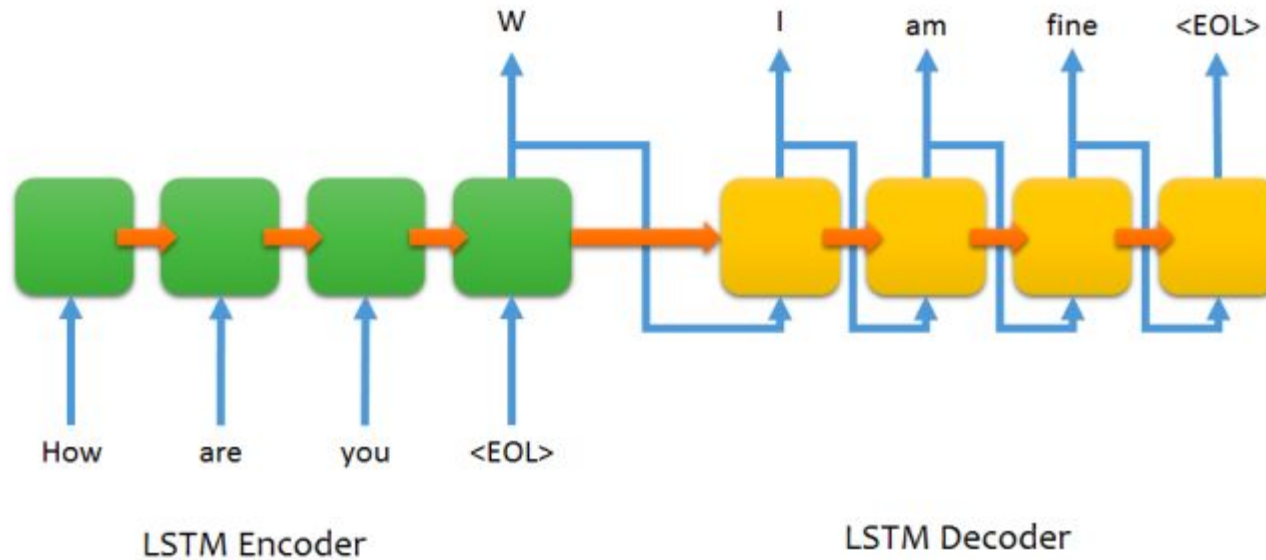 W I am fine <EOL>
How are you <EOL>
LSTM Encoder LSTM Decoder